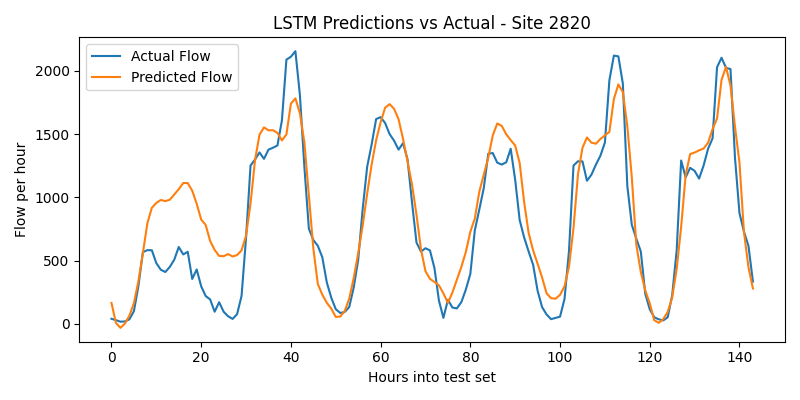 LSTM Predictions vs Actual - Site 2820
Actual Flow
Predicted Flow
Flow per hour
2000
1500
1000
500
0
0 20 40 60 80 100 120 140
Hours into test set